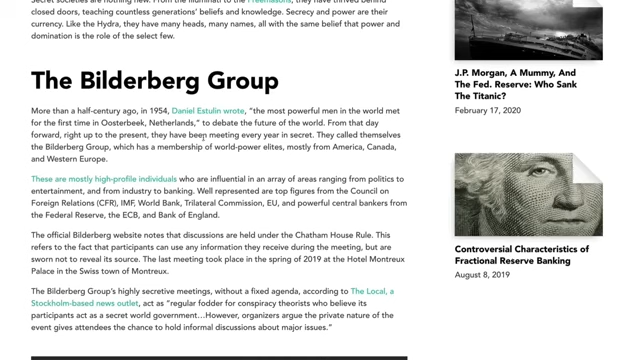 Secret societies are nothing new. From the Illuminati to the Freemasons, they have thrived behind
closed doors, teaching countless generations' beliefs and knowledge. Secrecy and power are their
currency. Like the Hydra, they have many heads, many names, all with the same belief that power and
domination is the role of the select few.
The Bilderberg Group
More than a half-century ago, in 1954, Daniel Estulin wrote, "the most powerful men in the world met
for the first time in Oosterbeek, Netherlands," to debate the future of the world. From that day
forward, right up to the present, they have been meeting every year in secret. They called themselves
the Bilderberg Group, which has a membership of world-power elites, mostly from America, Canada,
and Western Europe.
These are mostly high-profile individuals who are influential in an array of areas ranging from politics to
entertainment, and from industry to banking. Well represented are top figures from the Council on
Foreign Relations (CFR), IMF, World Bank, Trilateral Commission, EU, and powerful central bankers from
the Federal Reserve, the ECB, and Bank of England.
The official Bilderberg website notes that discussions are held under the Chatham House Rule. This
refers to the fact that participants can use any information they receive during the meeting, but are
sworn not to reveal its source. The last meeting took place in the spring of 2019 at the Hotel Montreux
Palace in the Swiss town of Montreux.
The Bilderberg Group's highly secretive meetings, without a fixed agenda, according to The Local, a
Stockholm-based news outlet, act as "regular fodder for conspiracy theorists who believe its
participants act as a secret world government…However, organizers argue the private nature of the
event gives attendees the chance to hold informal discussions about major issues."
J.P. Morgan, A Mummy, And
The Fed. Reserve: Who Sank
The Titanic?
February 17, 2020
Controversial Characteristics of
Fractional Reserve Banking
August 8, 2019